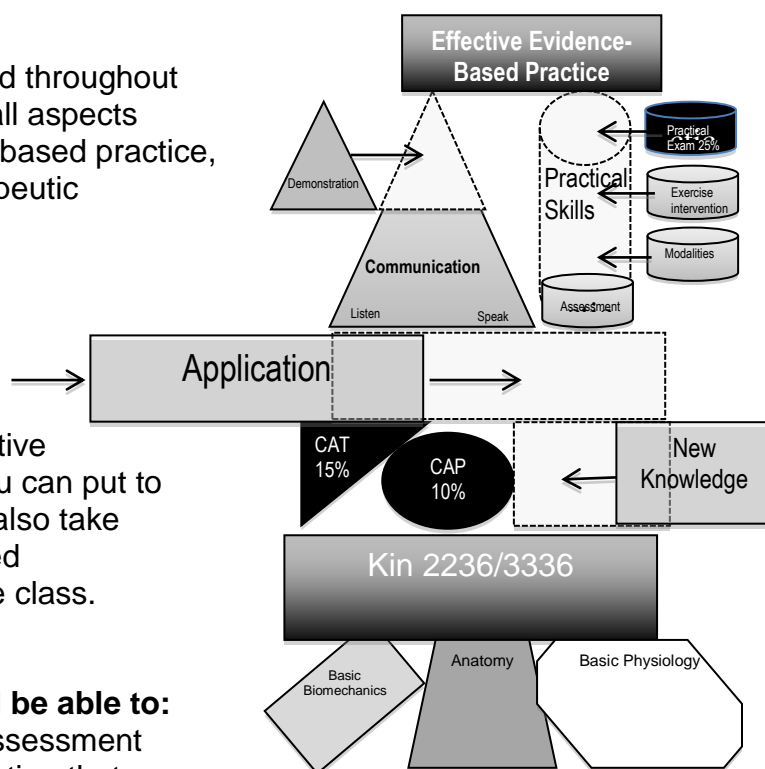 d throughout
all aspects
based practice,
peutic
tive
u can put to
also take
ed
e class.
be able to:
ssessment
Effective Evidence-
Based Practice
Demonstration
Practical
Exam 25%
Practical
Skills
Exercise
intervention
Modalities
Communication
Listen
Speak
Assessment
Application
CAT
15%
CAP
10%
New
Knowledge
Kin 2236/3336
Basic
Biomechanics
Anatomy
Basic Physiology